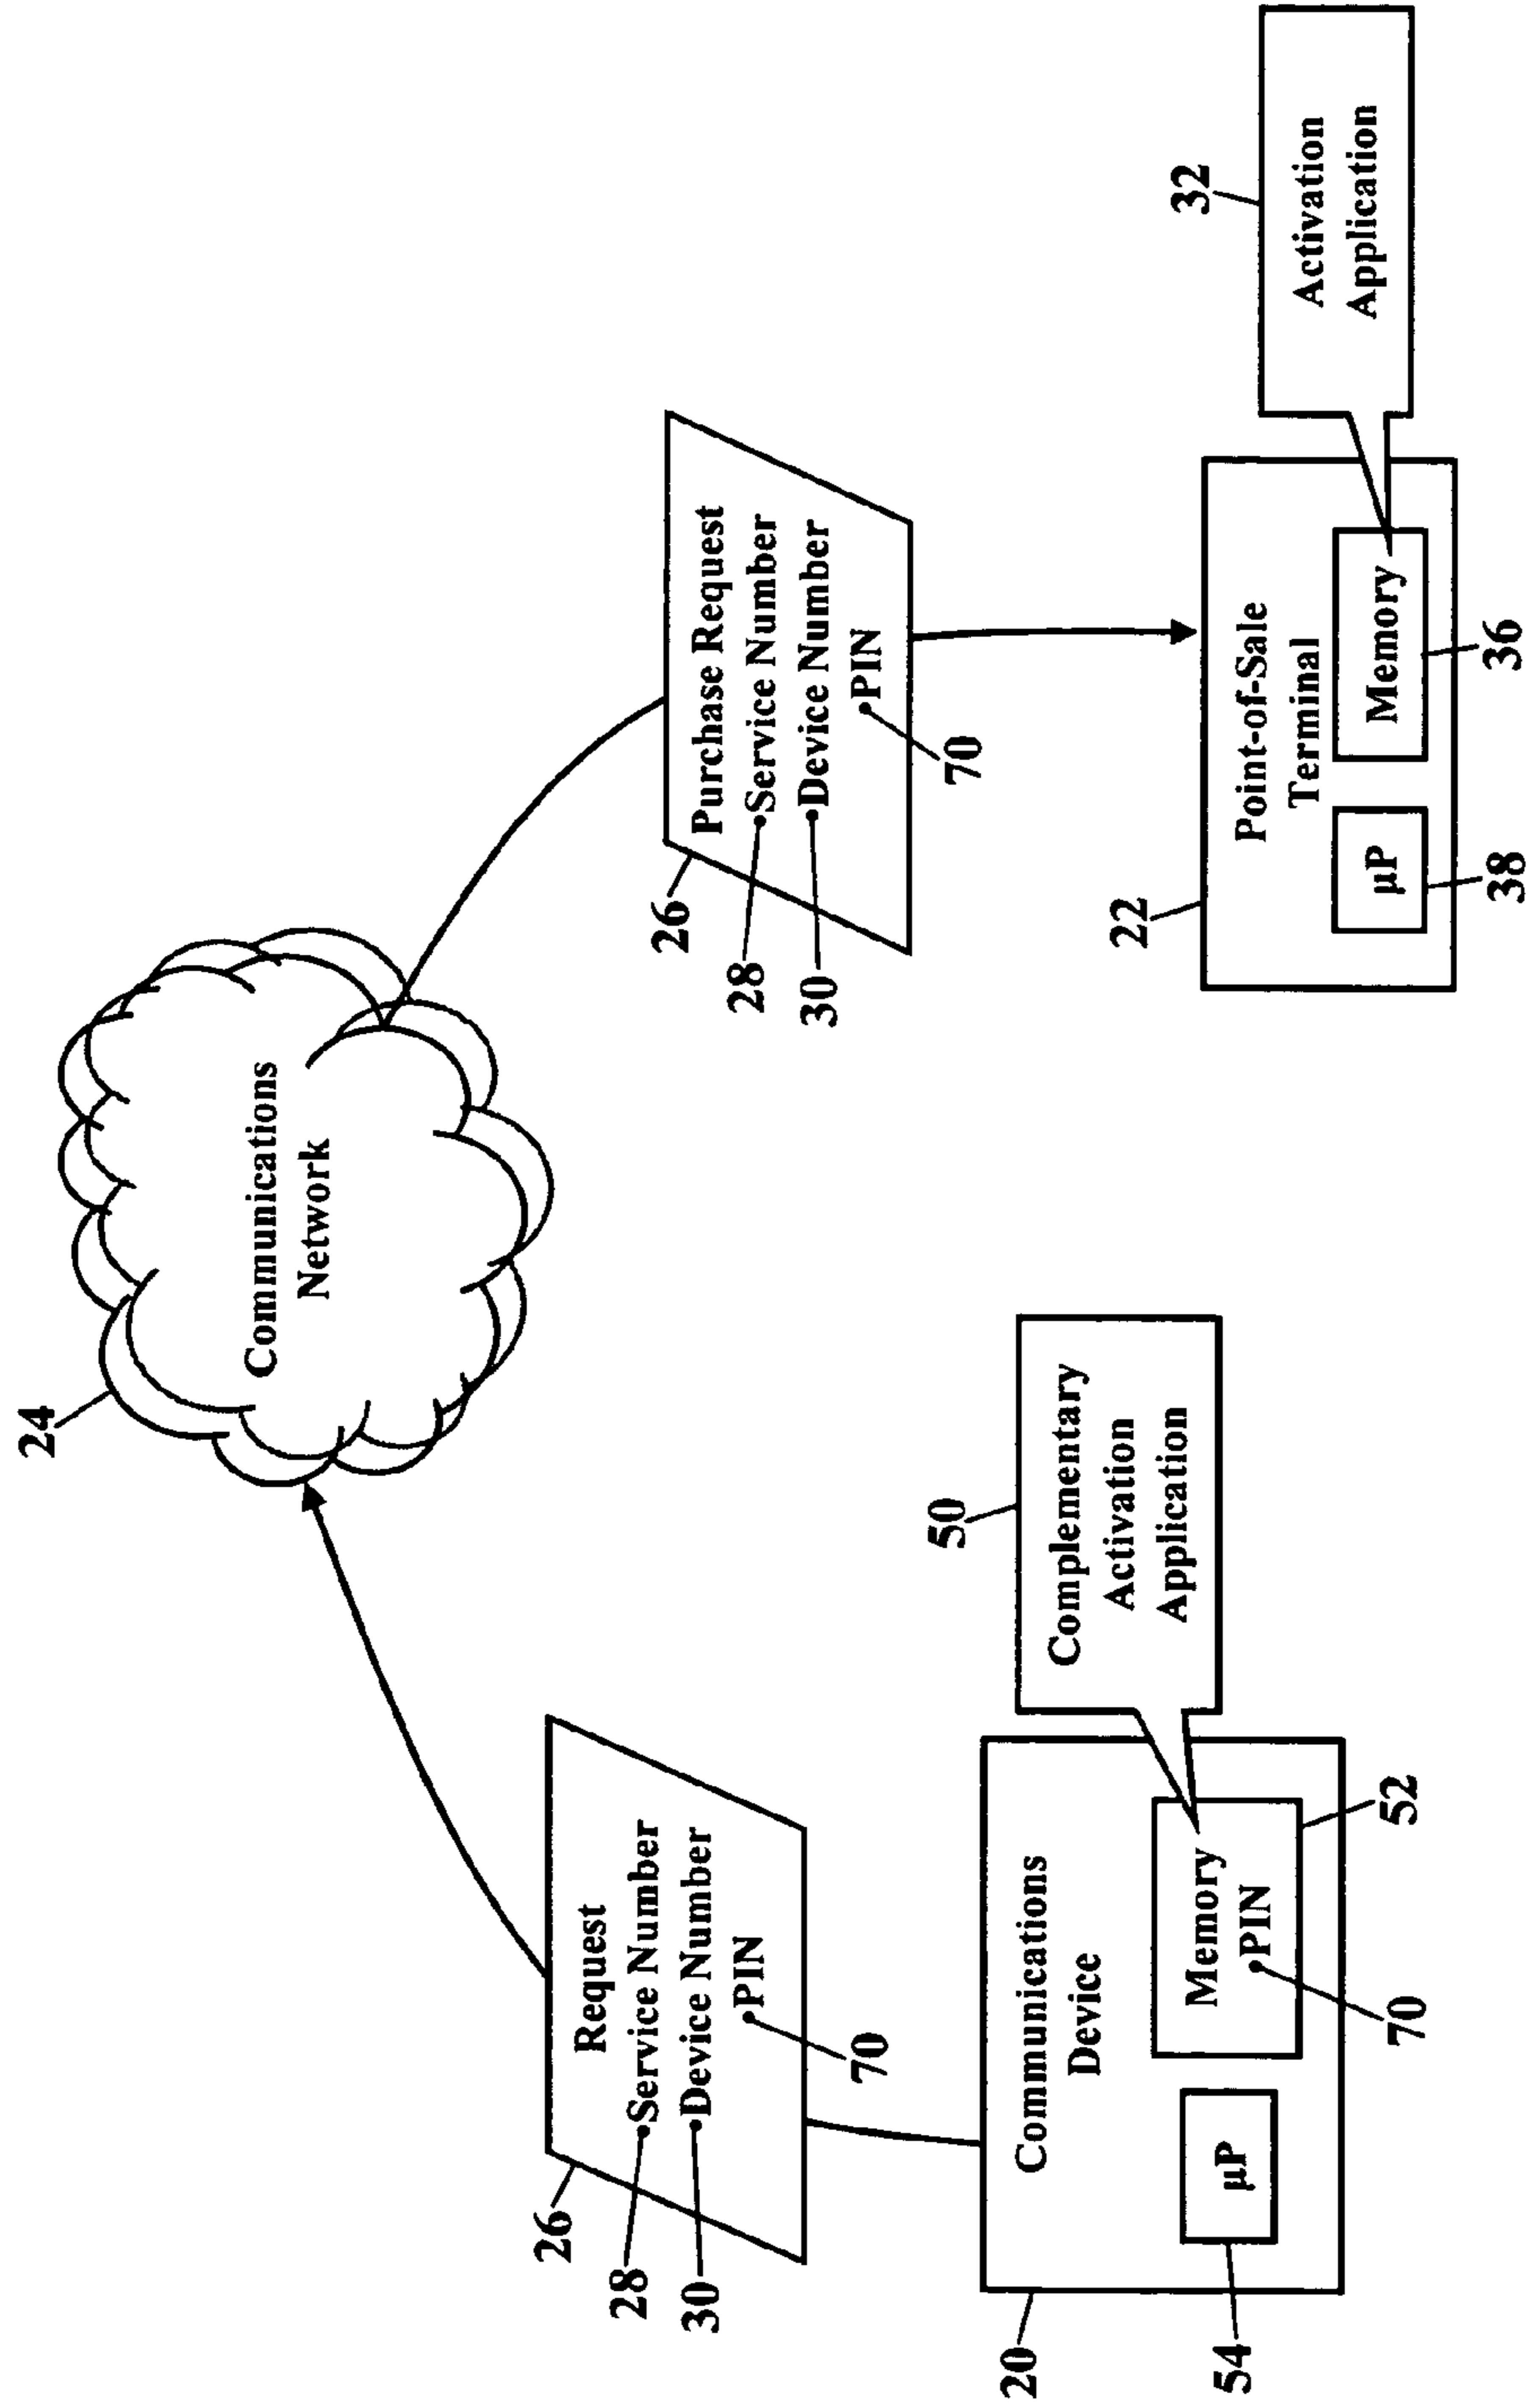 24
Communications
Network
26
Request
28
Service Number
30
Device Number
PIN
70
26
Purchase Request
28
Service Number
30
Device Number
PIN
70
20
Communications
Device
54
µP
Memory
PIN
70
52
50
Complementary
Activation
Application
22
Point-of-Sale
Terminal
µP
38
Memory
36
32
Activation
Application